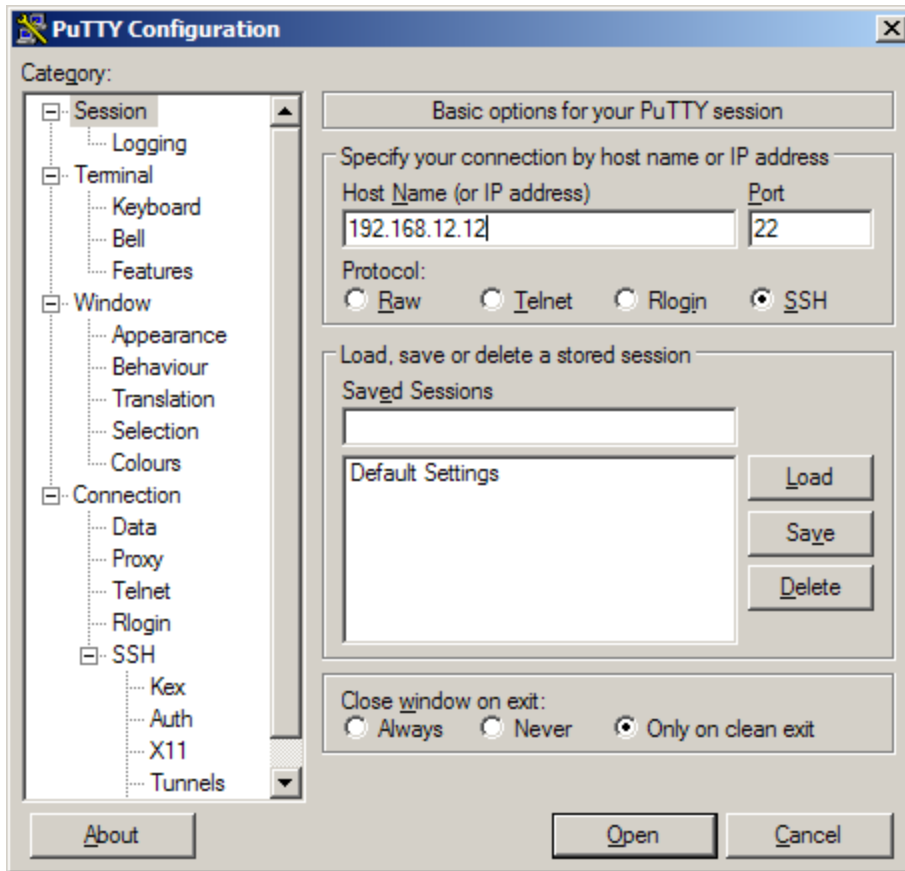 PuTTY Configuration
Category:
Session
Logging
Terminal
Keyboard
Bell
Features
Window
Appearance
Behaviour
Translation
Selection
Colours
Connection
Data
Proxy
Telnet
Rlogin
SSH
Kex
Auth
X11
Tunnels
Basic options for your PuTTY session
Specify your connection by host name or IP address
Host Name (or IP address) Port
192.168.12.12 22
Protocol:
Raw Telnet Rlogin SSH
Load, save or delete a stored session
Saved Sessions
Default Settings
Load
Save
Delete
Close window on exit:
Always Never Only on clean exit
About Open Cancel